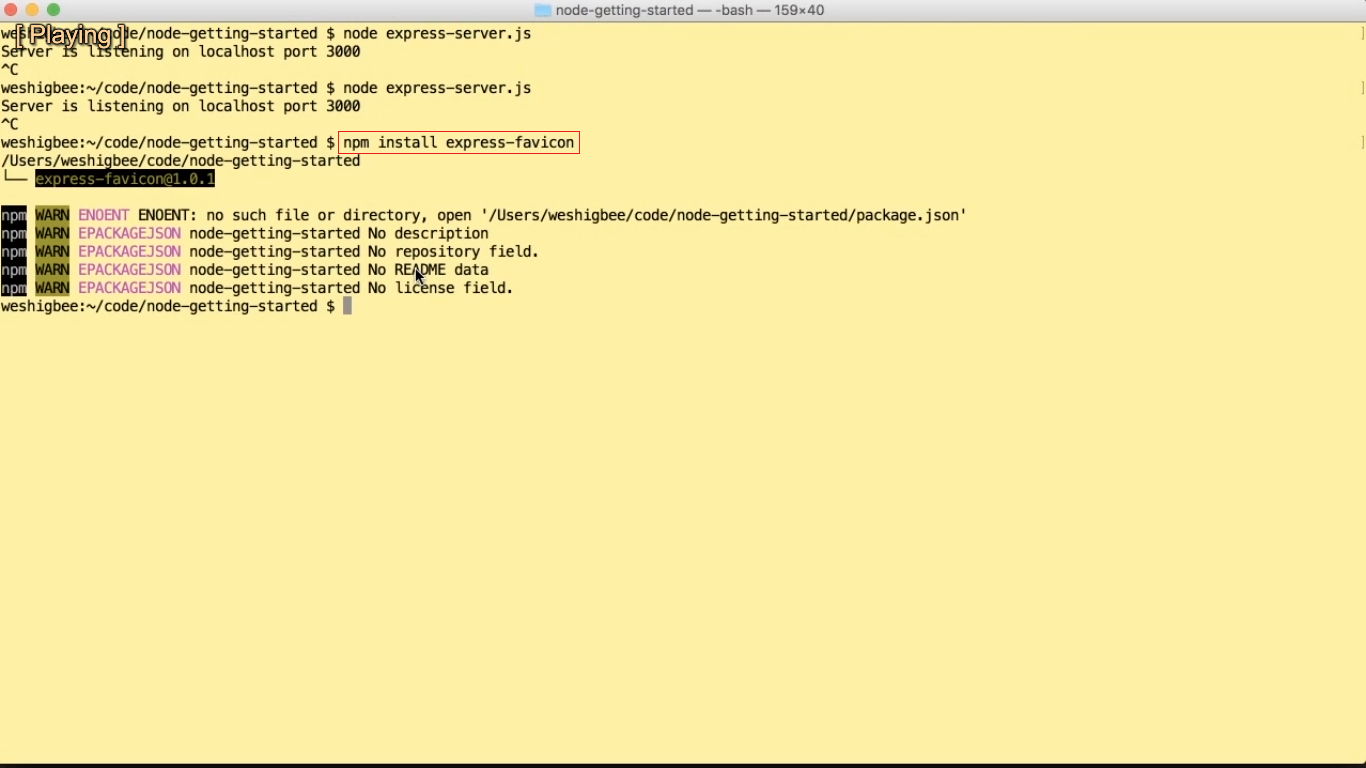 node-getting-started — -bash — 159×40
[ Playing ]
weshigbee:~/code/node-getting-started $ node express-server.js
Server is listening on localhost port 3000
^C
weshigbee:~/code/node-getting-started $ node express-server.js
Server is listening on localhost port 3000
^C
weshigbee:~/code/node-getting-started $ npm install express-favicon
/Users/weshigbee/code/node-getting-started
└── express-favicon@1.0.1
npm WARN ENOENT ENOENT: no such file or directory, open '/Users/weshigbee/code/node-getting-started/package.json'
npm WARN EPACKAGEJSON node-getting-started No description
npm WARN EPACKAGEJSON node-getting-started No repository field.
npm WARN EPACKAGEJSON node-getting-started No README data
npm WARN EPACKAGEJSON node-getting-started No license field.
weshigbee:~/code/node-getting-started $